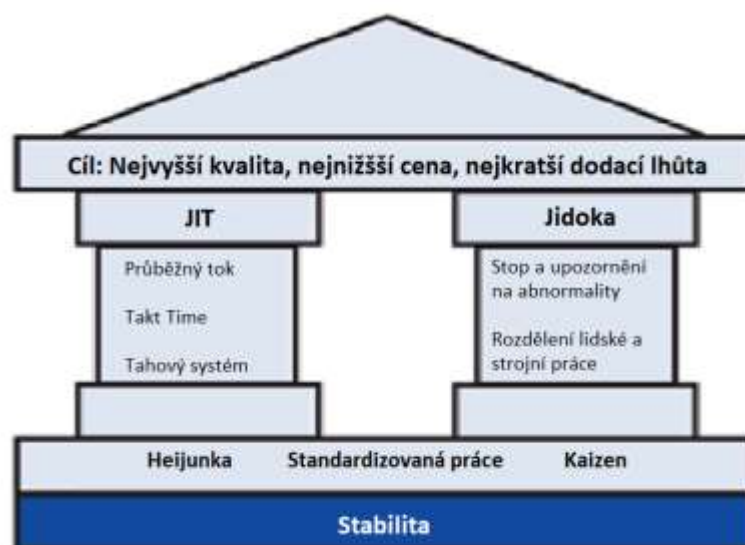 Cíl: Nejvyšší kvalita, nejnižšší cena, nejkratší dodací lhůta
JIT
Průběžný tok
Takt Time
Tahový systém
Jidoka
Stop a upozornění
na abnormality
Rozdělení lidské a
strojní práce
Heijunka Standardizovaná práce Kaizen
Stabilita